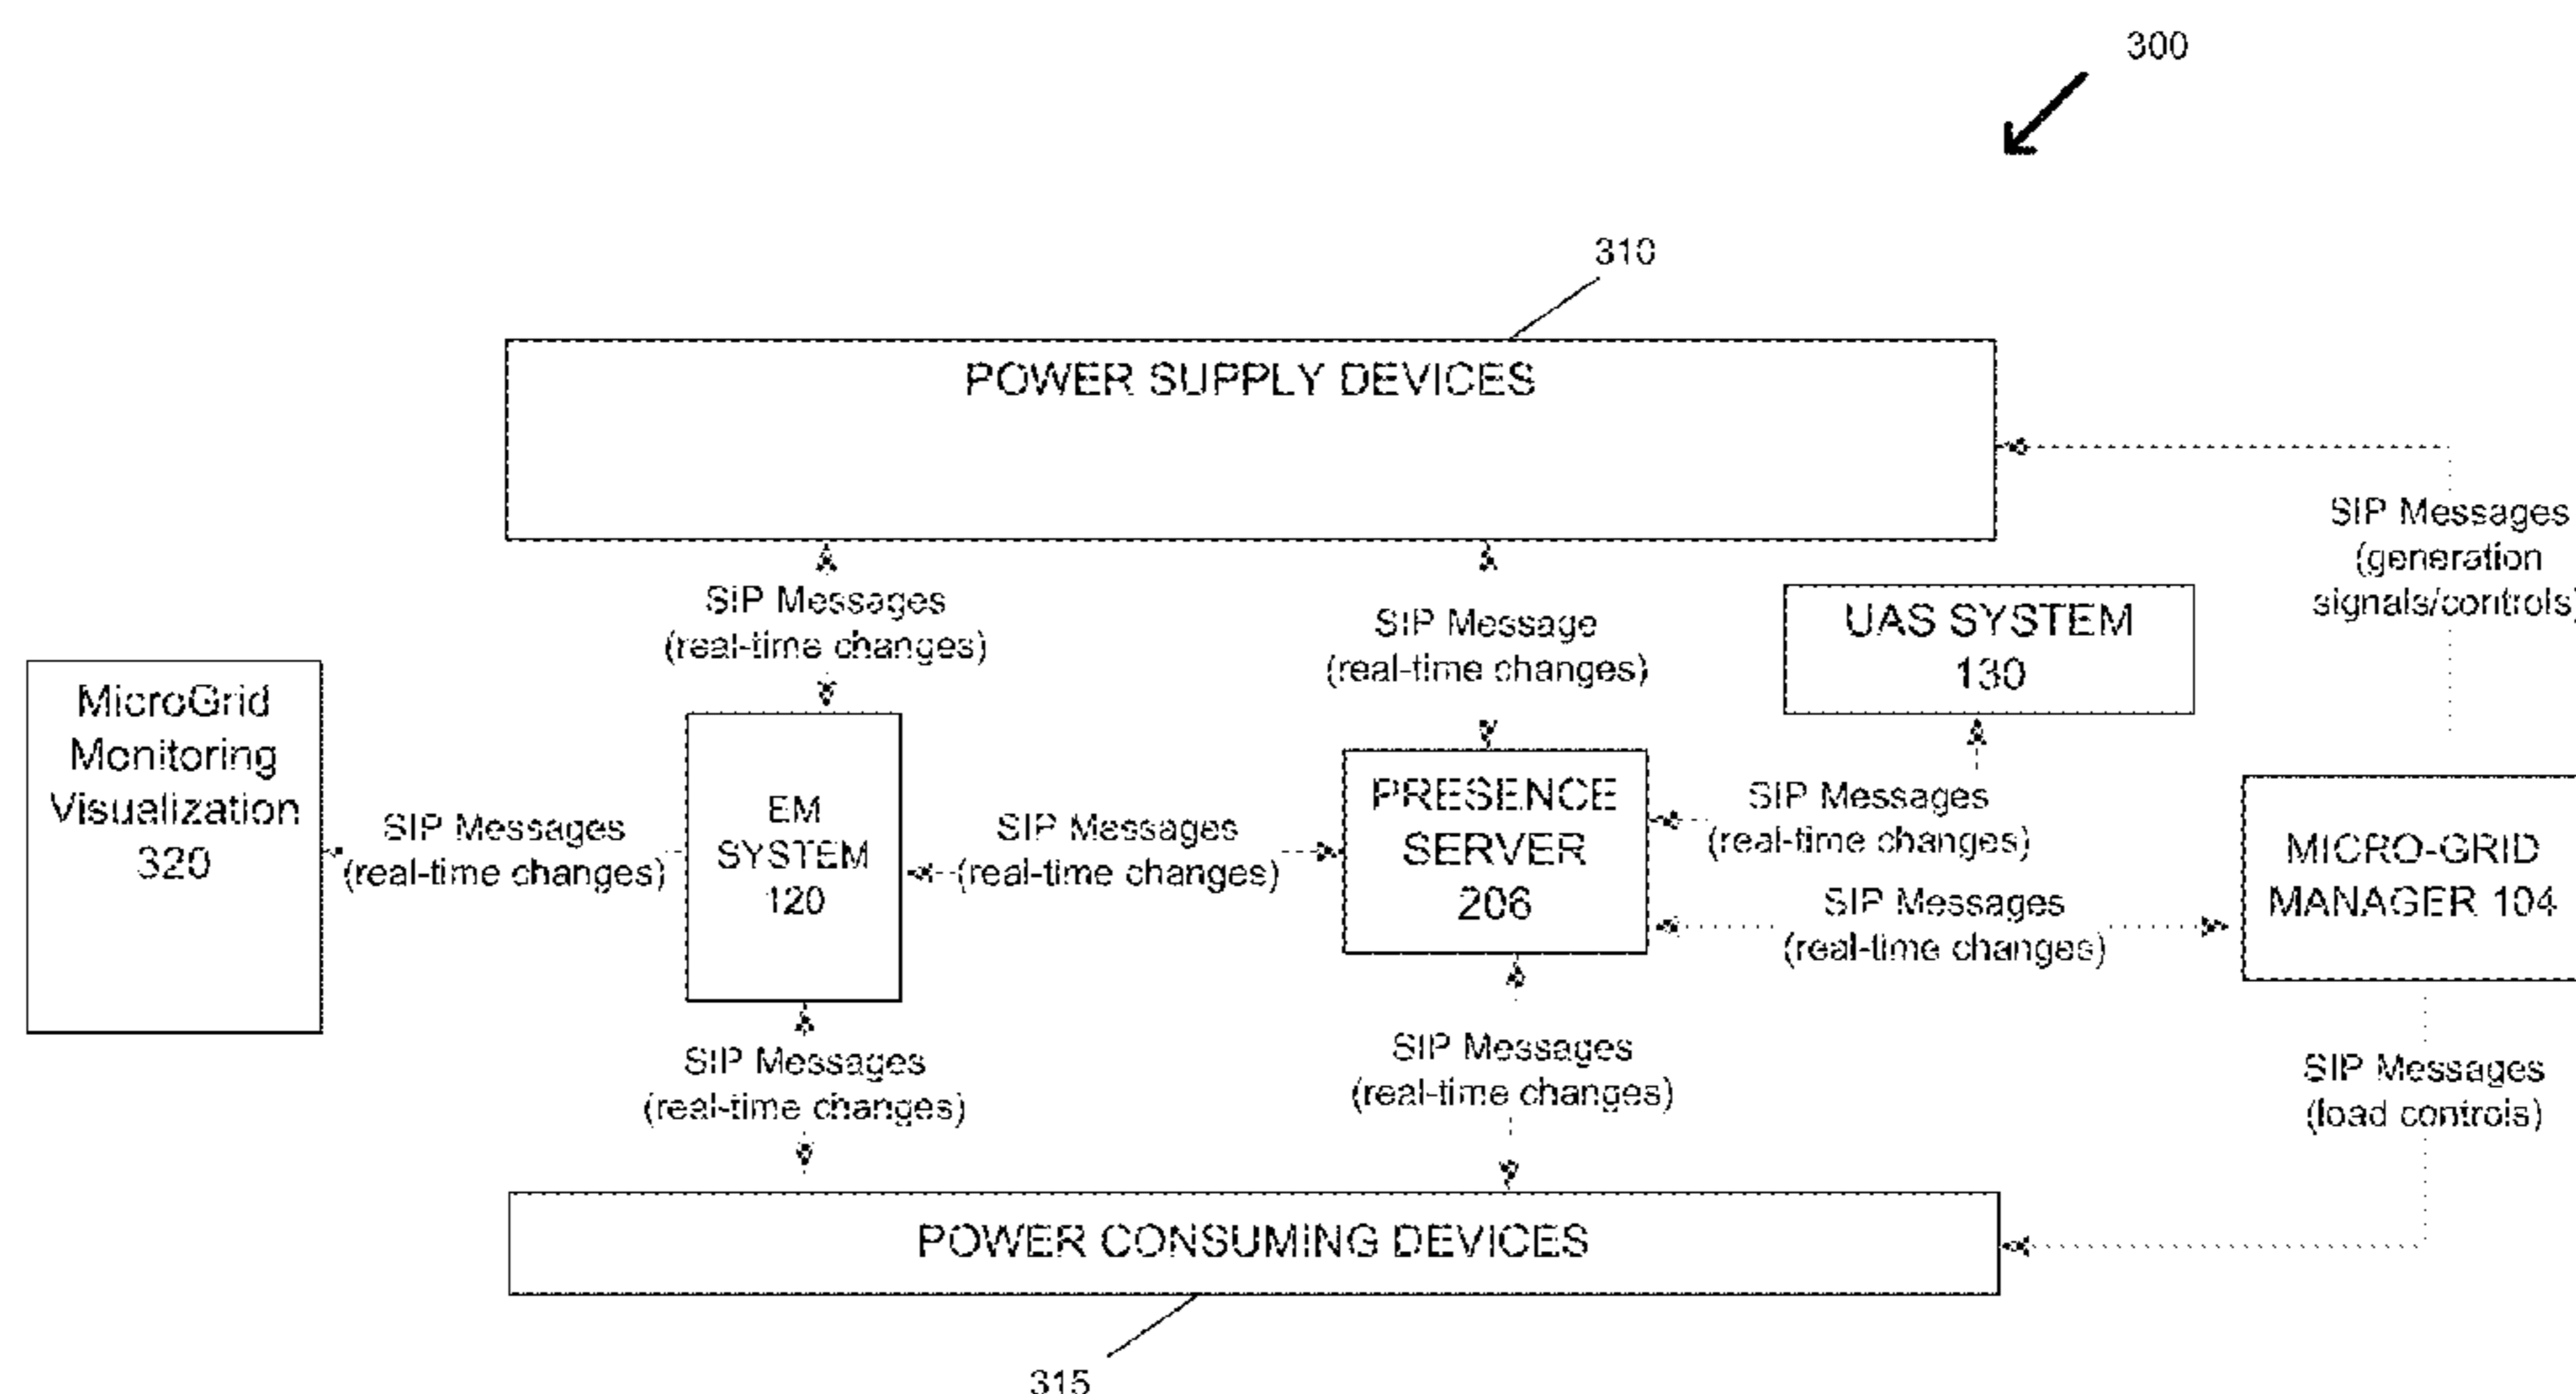 300
310
POWER SUPPLY DEVICES
SIP Messages
(generation
signals/controls)
SIP Messages
(real-time changes)
SIP Message
(real-time changes)
UAS SYSTEM
130
MicroGrid
Monitoring
Visualization
320
SIP Messages
(real-time changes)
EM
SYSTEM
120
SIP Messages
(real-time changes)
PRESENCE
SERVER
206
SIP Messages
(real-time changes)
SIP Messages
(real-time changes)
MICRO-GRID
MANAGER 104
SIP Messages
(real-time changes)
SIP Messages
(real-time changes)
SIP Messages
(load controls)
POWER CONSUMING DEVICES
315